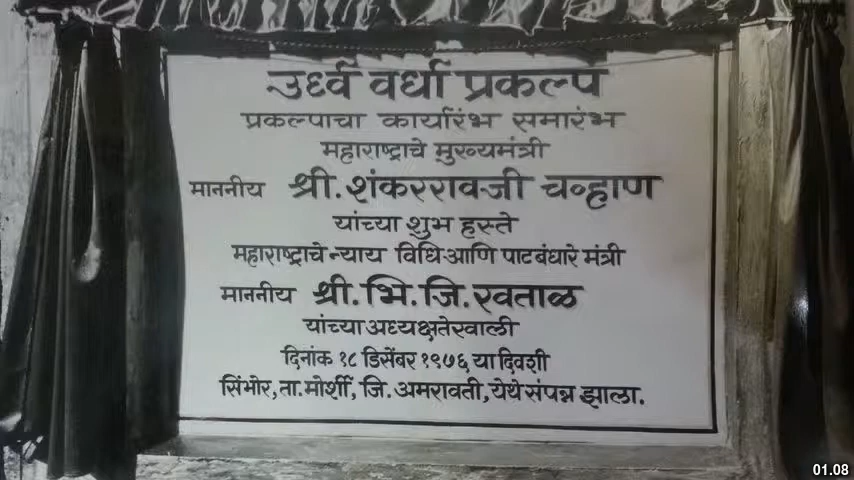 उर्ध्व वर्धा प्रकल्प
प्रकल्पाचा कार्यारंभ समारंभ
महाराष्ट्राचे मुख्यमंत्री
माननीय श्री. शंकररावजी चव्हाण
यांच्या शुभ हस्ते
महाराष्ट्राचे न्याय विधि आणि पाटबंधारे मंत्री
माननीय श्री. भि. जि. खताळ
यांच्या अध्यक्षतेखाली
दिनांक १८ डिसेंबर १९७६ या दिवशी
सिंभोर, ता. मोर्शी, जि. अमरावती, येथे संपन्न झाला.
01.08